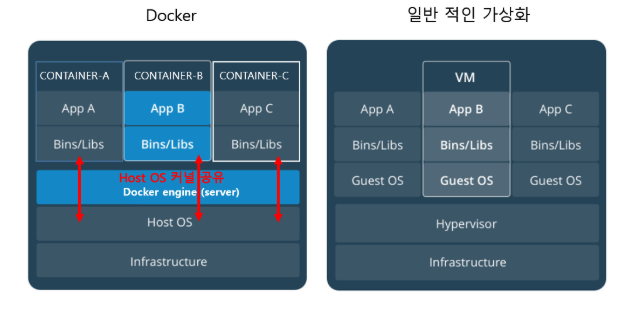 Docker
일반 적인 가상화
CONTAINER-A CONTAINER-B CONTAINER-C
App A App B App C
Bins/Libs Bins/Libs Bins/Libs
Host OS 커널 공유
Docker engine (server)
Host OS
Infrastructure
VM
App A App B App C
Bins/Libs Bins/Libs Bins/Libs
Guest OS Guest OS Guest OS
Hypervisor
Infrastructure